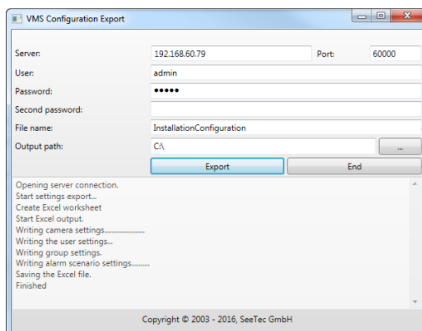 VMS Configuration Export
Server: 192.168.60.79 Port: 60000
User: admin
Password: •••••
Second password:
File name: InstallationConfiguration
Output path: C:\ ...
Export End
Opening server connection.
Start settings export...
Create Excel worksheet
Start Excel output.
Writing camera settings....................
Writing the user settings...
Writing group settings.
Writing alarm scenario settings.........
Saving the Excel file.
Finished
Copyright © 2003 - 2016, SeeTec GmbH